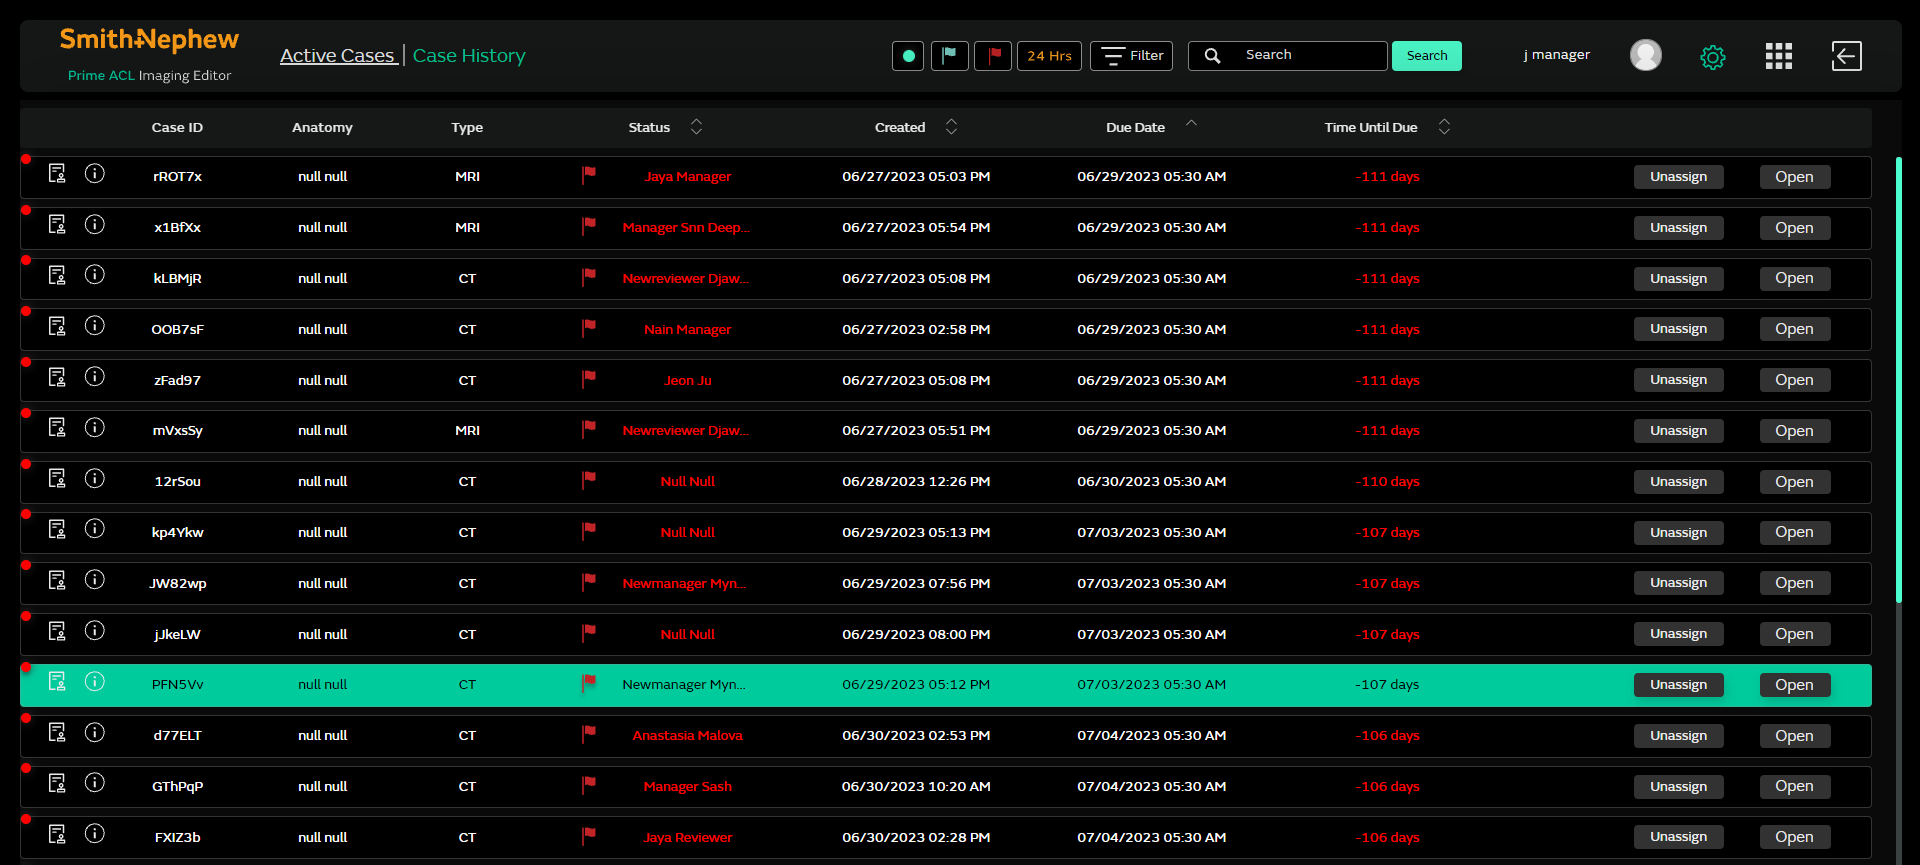 Smith+Nephew
Prime ACL Imaging Editor
Active Cases | Case History
24 Hrs Filter Search Search j manager
Case ID Anatomy Type Status Created Due Date Time Until Due
rROT7x null null MRI Jaya Manager 06/27/2023 05:03 PM 06/29/2023 05:30 AM -111 days Unassign Open
x1BfXx null null MRI Manager Snn Deep... 06/27/2023 05:54 PM 06/29/2023 05:30 AM -111 days Unassign Open
kLBMjR null null CT Newreviewer Djaw... 06/27/2023 05:08 PM 06/29/2023 05:30 AM -111 days Unassign Open
OOB7sF null null CT Nain Manager 06/27/2023 02:58 PM 06/29/2023 05:30 AM -111 days Unassign Open
zFad97 null null CT Jeon Ju 06/27/2023 05:08 PM 06/29/2023 05:30 AM -111 days Unassign Open
mVxsSy null null MRI Newreviewer Djaw... 06/27/2023 05:51 PM 06/29/2023 05:30 AM -111 days Unassign Open
12rSou null null CT Null Null 06/28/2023 12:26 PM 06/30/2023 05:30 AM -110 days Unassign Open
kp4Ykw null null CT Null Null 06/29/2023 05:13 PM 07/03/2023 05:30 AM -107 days Unassign Open
JW82wp null null CT Newmanager Myn... 06/29/2023 07:56 PM 07/03/2023 05:30 AM -107 days Unassign Open
jJkeLW null null CT Null Null 06/29/2023 08:00 PM 07/03/2023 05:30 AM -107 days Unassign Open
PFN5Vv null null CT Newmanager Myn... 06/29/2023 05:12 PM 07/03/2023 05:30 AM -107 days Unassign Open
d77ELT null null CT Anastasia Malova 06/30/2023 02:53 PM 07/04/2023 05:30 AM -106 days Unassign Open
GThPqP null null CT Manager Sash 06/30/2023 10:20 AM 07/04/2023 05:30 AM -106 days Unassign Open
FXIZ3b null null CT Jaya Reviewer 06/30/2023 02:28 PM 07/04/2023 05:30 AM -106 days Unassign Open